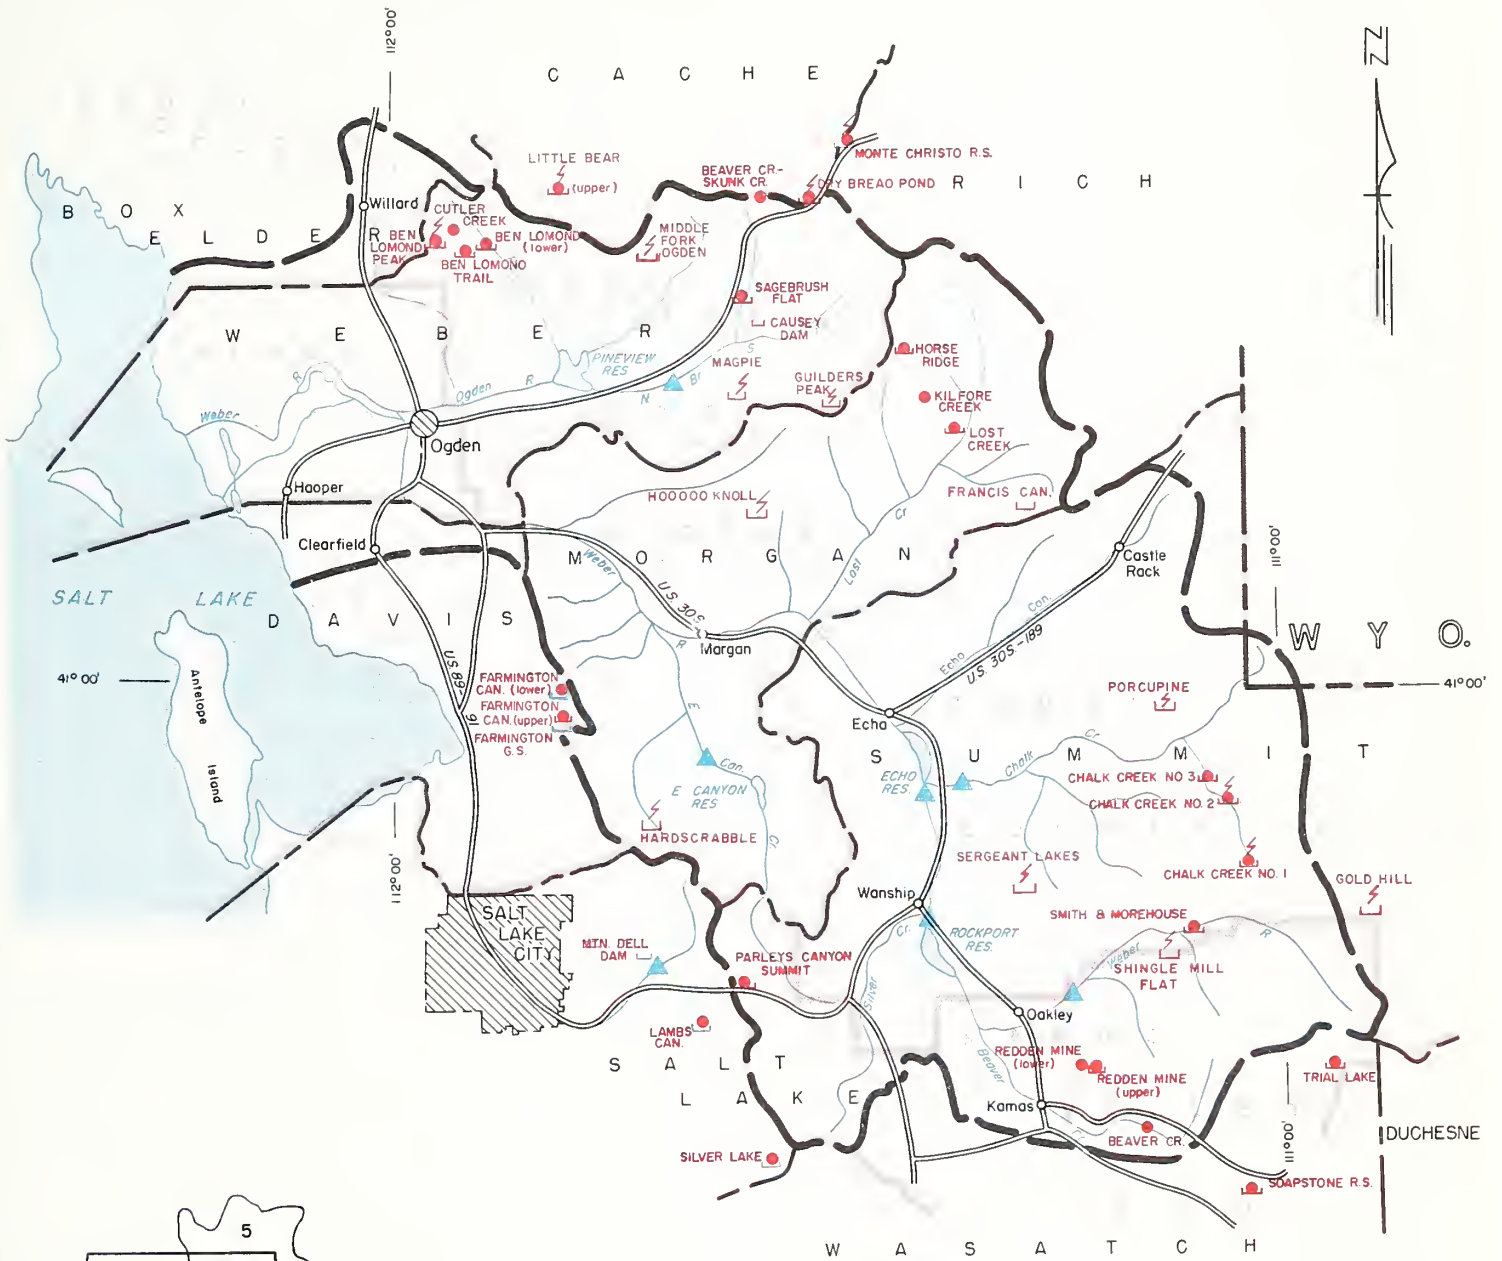 112°00'
C A C H E
MONTE CHRISTO R.S.
LITTLE BEAR
(upper)
BEAVER CR.-
SKUNK CR.
DRY BREAD POND
R I C H
B O X
E L D E R
Willard
CUTLER
CREEK
BEN
LOMOND
PEAK
BEN LOMOND
(lower)
BEN LOMOND
TRAIL
MIDDLE
FORK
OGDEN
SAGEBRUSH
FLAT
CAUSEY
DAM
W E B E R
PINEVIEW
RES
MAGPIE
S
Br
N
GUILDERS
PEAK
HORSE
RIDGE
KILFORE
CREEK
LOST
CREEK
R
Weber
Ogden
R
Ogden
Hooper
HOODOO KNOLL
FRANCIS CAN.
Cr
Lost
Clearfield
M O R G A N
Weber
Castle
Rock
111°00'
SALT LAKE
D A V I S
U.S. 30S
R
Morgan
Echo Can.
U.S. 30S.-189
W Y O.
41°00'
41°00'
Antelope
Island
U.S. 89-
91
FARMINGTON
CAN. (lower)
FARMINGTON
CAN. (upper)
FARMINGTON
G.S.
E
Can.
E CANYON
RES
Cr.
HARDSCRABBLE
Echo
PORCUPINE
S U M M I T
ECHO
RES.
Chalk
Cr
CHALK CREEK NO 3
CHALK CREEK NO. 2
CHALK CREEK NO. 1
SERGEANT LAKES
GOLD HILL
112°00'
Wanship
SMITH & MOREHOUSE
SALT
LAKE
CITY
MTN. DELL
DAM
PARLEYS CANYON
SUMMIT
Cr.
Silver
ROCKPORT
RES.
Weber
R
SHINGLE MILL
FLAT
LAMBS
CAN.
Oakley
S A L T
L A K E
REDDEN MINE
(lower)
REDDEN MINE
(upper)
Beaver
TRIAL LAKE
Kamas
BEAVER CR.
111°00'
DUCHESNE
SILVER LAKE
SOAPSTONE R.S.
5
W A S A T C H